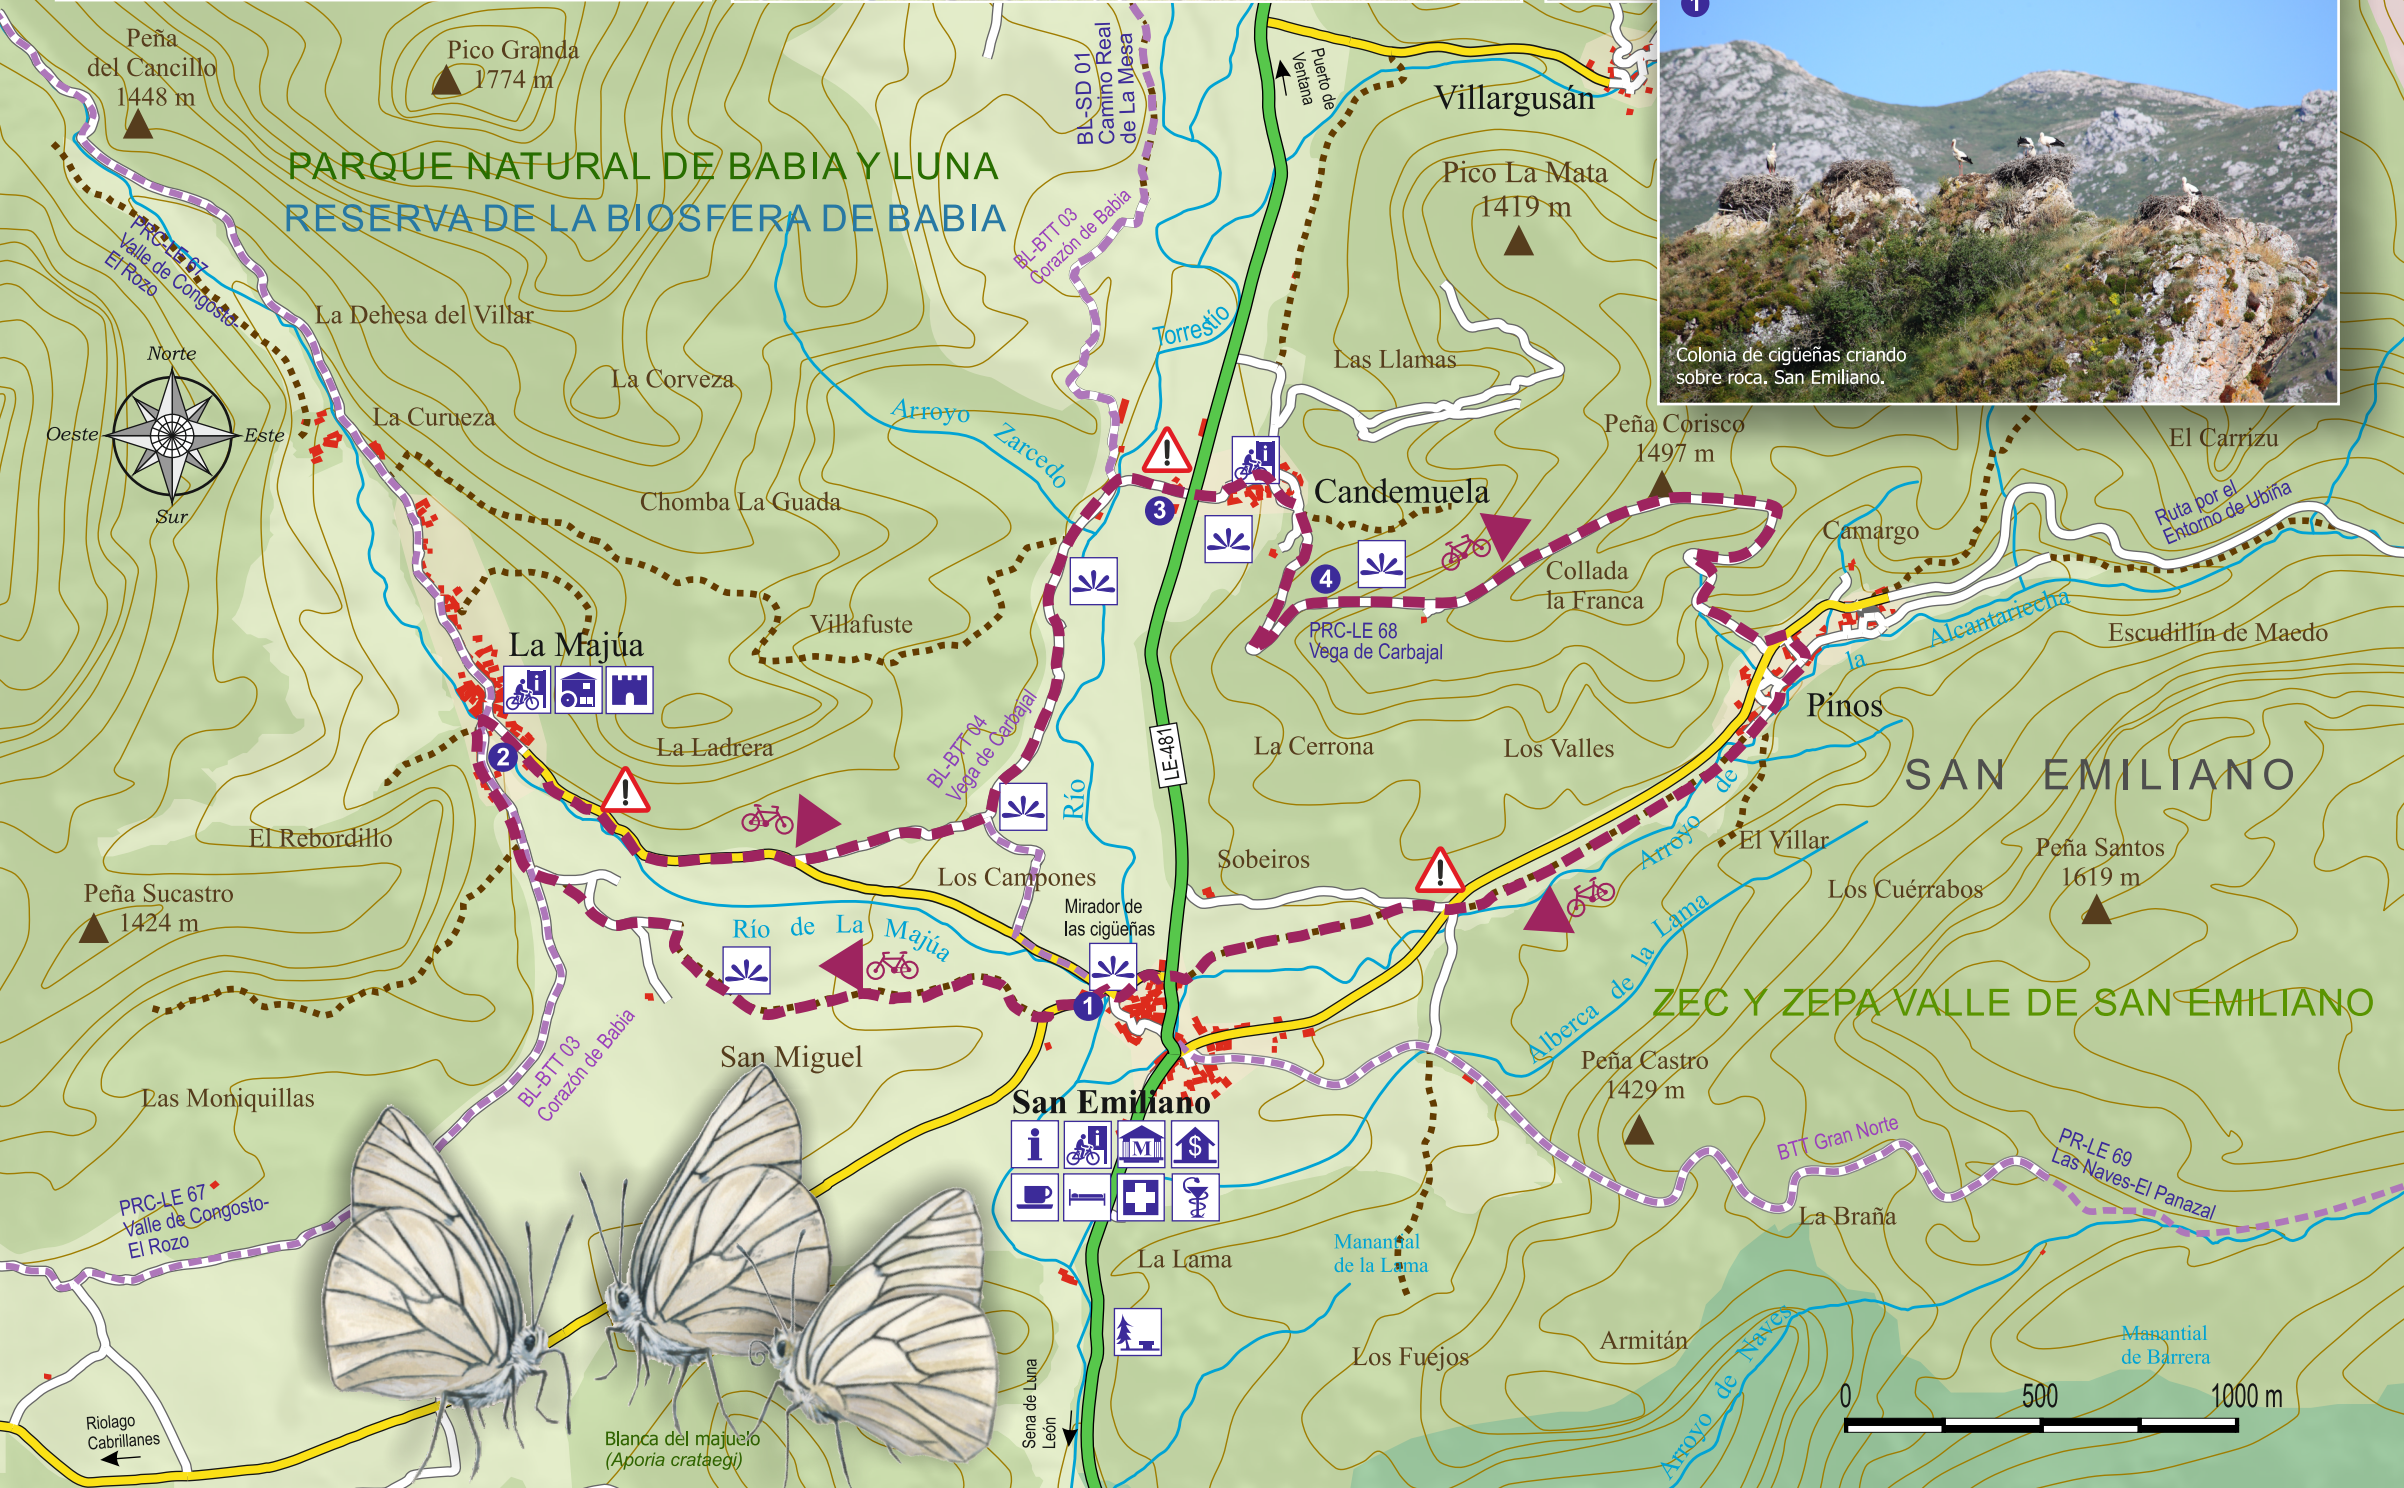 Peña
del Cancillo
1448 m
Pico Granda
1774 m
PARQUE NATURAL DE BABIA Y LUNA
RESERVA DE LA BIOSFERA DE BABIA
BL-SD 01
Camino Real
de La Mesa
Puerto de
Ventana
Villargusán
Pico La Mata
1419 m
1
Colonia de cigüeñas criando
sobre roca. San Emiliano.
PRC-LE 67
Valle de Congosto-
El Rozo
BL-BTT 03
Corazón de Babia
La Dehesa del Villar
Torrestío
Las Llamas
Norte
Oeste
Este
Sur
La Corveza
La Curueza
Arroyo Zarcedo
Peña Corisco
1497 m
El Carrizu
Chomba La Guada
3
Candemuela
Ruta por el
Entorno de Ubiña
Camargo
4
Collada
la Franca
PRC-LE 68
Vega de Carbajal
Villafuste
La Majúa
Arroyo de la Alcantariecha
Escudillín de Maedo
Pinos
2
La Ladrera
BL-BTT 04
Vega de Carbajal
LE-481
La Cerrona
Los Valles
SAN EMILIANO
Río
El Rebordillo
El Villar
Peña Santos
1619 m
Sobeiros
Peña Sucastro
1424 m
Los Campones
Los Cuérrabos
Mirador de
las cigüeñas
Río de La Majúa
Alberca de la Lama
1
ZEC Y ZEPA VALLE DE SAN EMILIANO
San Miguel
BL-BTT 03
Corazón de Babia
Peña Castro
1429 m
Las Moniquillas
San Emiliano
i
i
M
$
BTT Gran Norte
PR-LE 69
Las Naves-El Panazal
PRC-LE 67
Valle de Congosto-
El Rozo
La Braña
La Lama
Manantial
de la Lama
Armitán
Los Fuejos
Arroyo de Naves
Manantial
de Barrera
Sena de Luna
León
Riolago
Cabrillanes
Blanca del majuelo
(Aporia crataegi)
0 500 1000 m